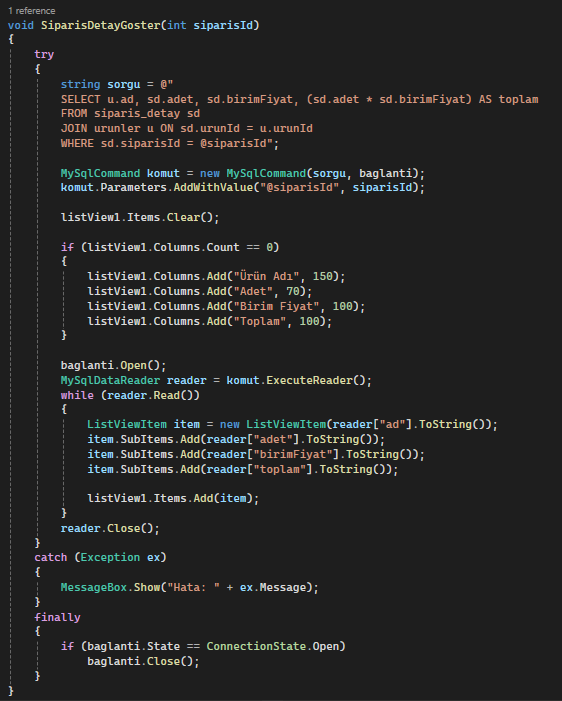 1 reference
void SiparisDetayGoster(int siparisId)
{
try
{
string sorgu = @"
SELECT u.ad, sd.adet, sd.birimFiyat, (sd.adet * sd.birimFiyat) AS toplam
FROM siparis_detay sd
JOIN urunler u ON sd.urunId = u.urunId
WHERE sd.siparisId = @siparisId";
MySqlCommand komut = new MySqlCommand(sorgu, baglanti);
komut.Parameters.AddWithValue("@siparisId", siparisId);
listView1.Items.Clear();
if (listView1.Columns.Count == 0)
{
listView1.Columns.Add("Ürün Adı", 150);
listView1.Columns.Add("Adet", 70);
listView1.Columns.Add("Birim Fiyat", 100);
listView1.Columns.Add("Toplam", 100);
}
baglanti.Open();
MySqlDataReader reader = komut.ExecuteReader();
while (reader.Read())
{
ListViewItem item = new ListViewItem(reader["ad"].ToString());
item.SubItems.Add(reader["adet"].ToString());
item.SubItems.Add(reader["birimFiyat"].ToString());
item.SubItems.Add(reader["toplam"].ToString());
listView1.Items.Add(item);
}
reader.Close();
}
catch (Exception ex)
{
MessageBox.Show("Hata: " + ex.Message);
}
finally
{
if (baglanti.State == ConnectionState.Open)
baglanti.Close();
}
}